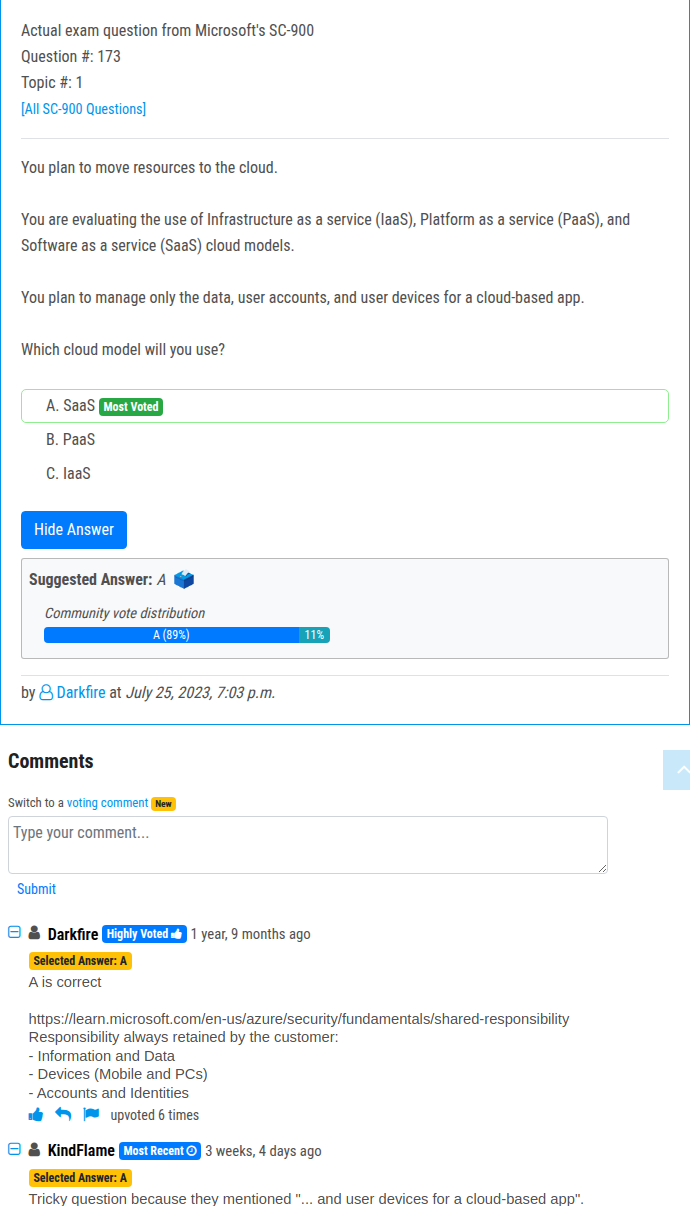 Actual exam question from Microsoft's SC-900
Question #: 173
Topic #: 1
[All SC-900 Questions]
You plan to move resources to the cloud.
You are evaluating the use of Infrastructure as a service (IaaS), Platform as a service (PaaS), and
Software as a service (SaaS) cloud models.
You plan to manage only the data, user accounts, and user devices for a cloud-based app.
Which cloud model will you use?
A. SaaS Most Voted
B. PaaS
C. IaaS
Hide Answer
Suggested Answer: A
Community vote distribution
A (89%) 11%
by Darkfire at July 25, 2023, 7:03 p.m.
Comments
Switch to a voting comment New
Type your comment...
Submit
Darkfire Highly Voted 1 year, 9 months ago
Selected Answer: A
A is correct
https://learn.microsoft.com/en-us/azure/security/fundamentals/shared-responsibility
Responsibility always retained by the customer:
- Information and Data
- Devices (Mobile and PCs)
- Accounts and Identities
upvoted 6 times
KindFlame Most Recent 3 weeks, 4 days ago
Selected Answer: A
Tricky question because they mentioned "... and user devices for a cloud-based app".